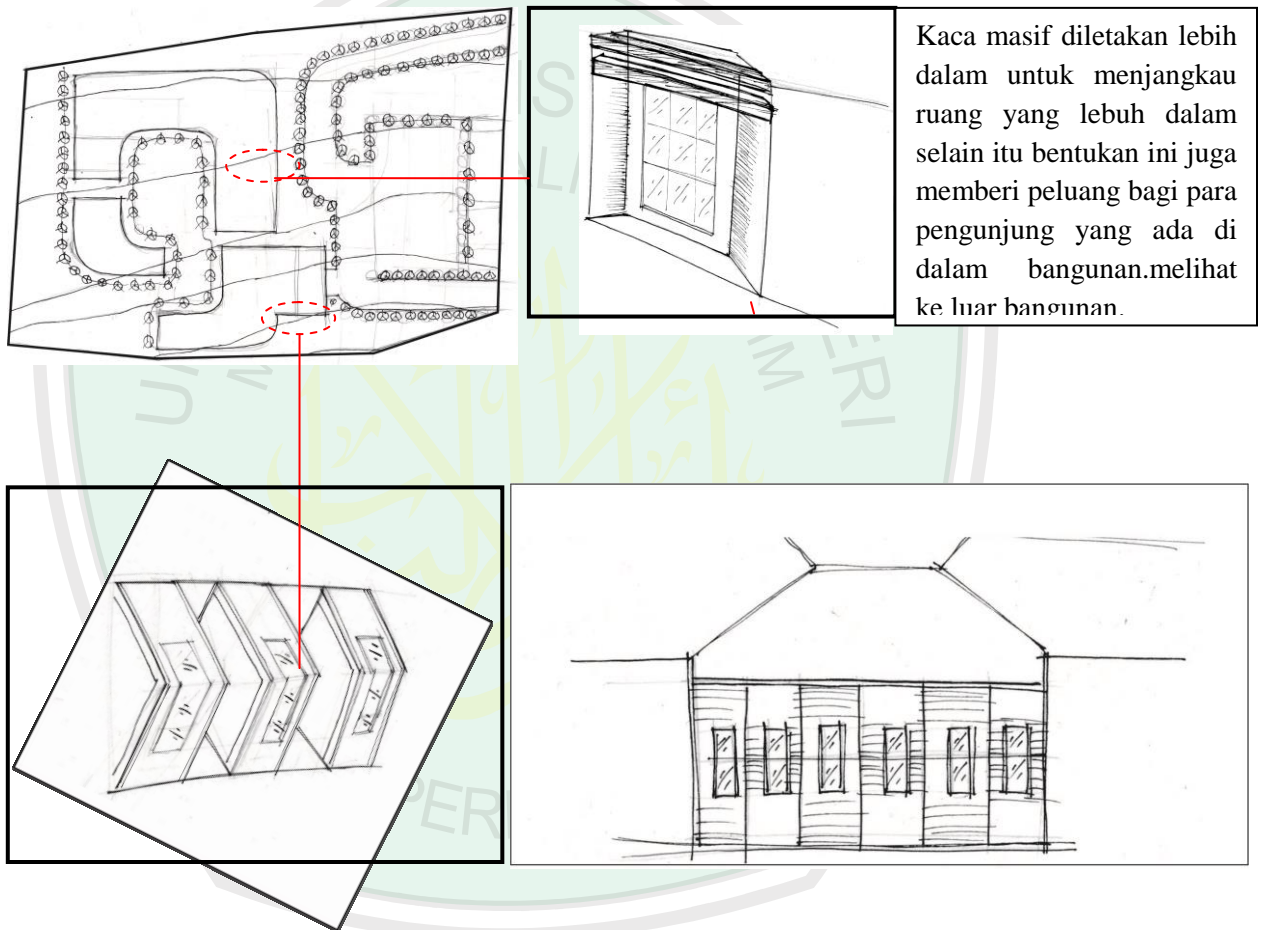 Kaca masif diletakan lebih
dalam untuk menjangkau
ruang yang lebuh dalam
selain itu bentukan ini juga
memberi peluang bagi para
pengunjung yang ada di
dalam bangunan.melihat
ke luar bangunan.